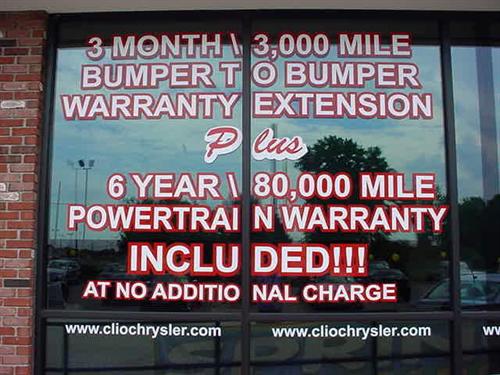 3 MONTH \ 3,000 MILE
BUMPER TO BUMPER
WARRANTY EXTENSION
Plus
6 YEAR \ 80,000 MILE
POWERTRAIN WARRANTY
INCLUDED!!!
AT NO ADDITIONAL CHARGE
www.cliochrysler.com www.cliochrysler.com